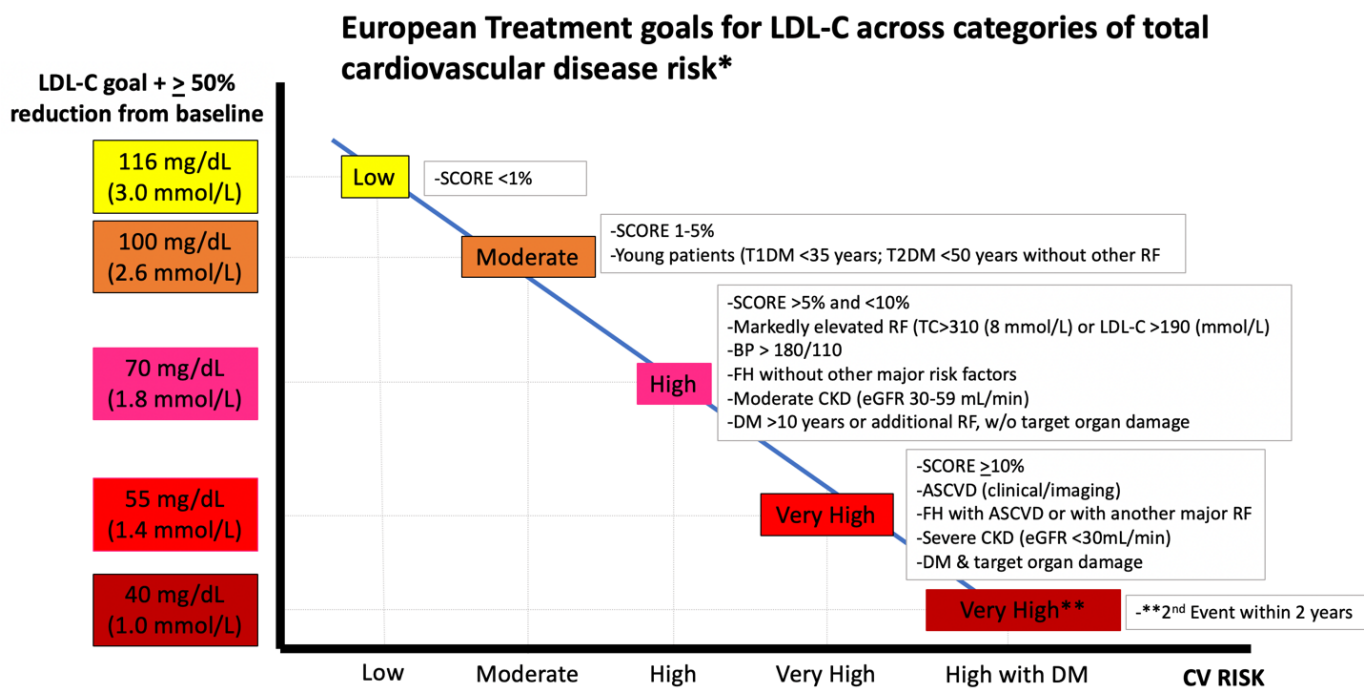 European Treatment goals for LDL-C across categories of total
cardiovascular disease risk*
LDL-C goal + ≥ 50%
reduction from baseline
116 mg/dL
(3.0 mmol/L)
Low
-SCORE <1%
100 mg/dL
(2.6 mmol/L)
Moderate
-SCORE 1-5%
-Young patients (T1DM <35 years; T2DM <50 years without other RF
70 mg/dL
(1.8 mmol/L)
High
-SCORE >5% and <10%
-Markedly elevated RF (TC>310 (8 mmol/L) or LDL-C >190 (mmol/L)
-BP > 180/110
-FH without other major risk factors
-Moderate CKD (eGFR 30-59 mL/min)
-DM >10 years or additional RF, w/o target organ damage
55 mg/dL
(1.4 mmol/L)
Very High
-SCORE ≥10%
-ASCVD (clinical/imaging)
-FH with ASCVD or with another major RF
-Severe CKD (eGFR <30mL/min)
-DM & target organ damage
40 mg/dL
(1.0 mmol/L)
Very High**
-**2nd Event within 2 years
Low
Moderate
High
Very High
High with DM
CV RISK